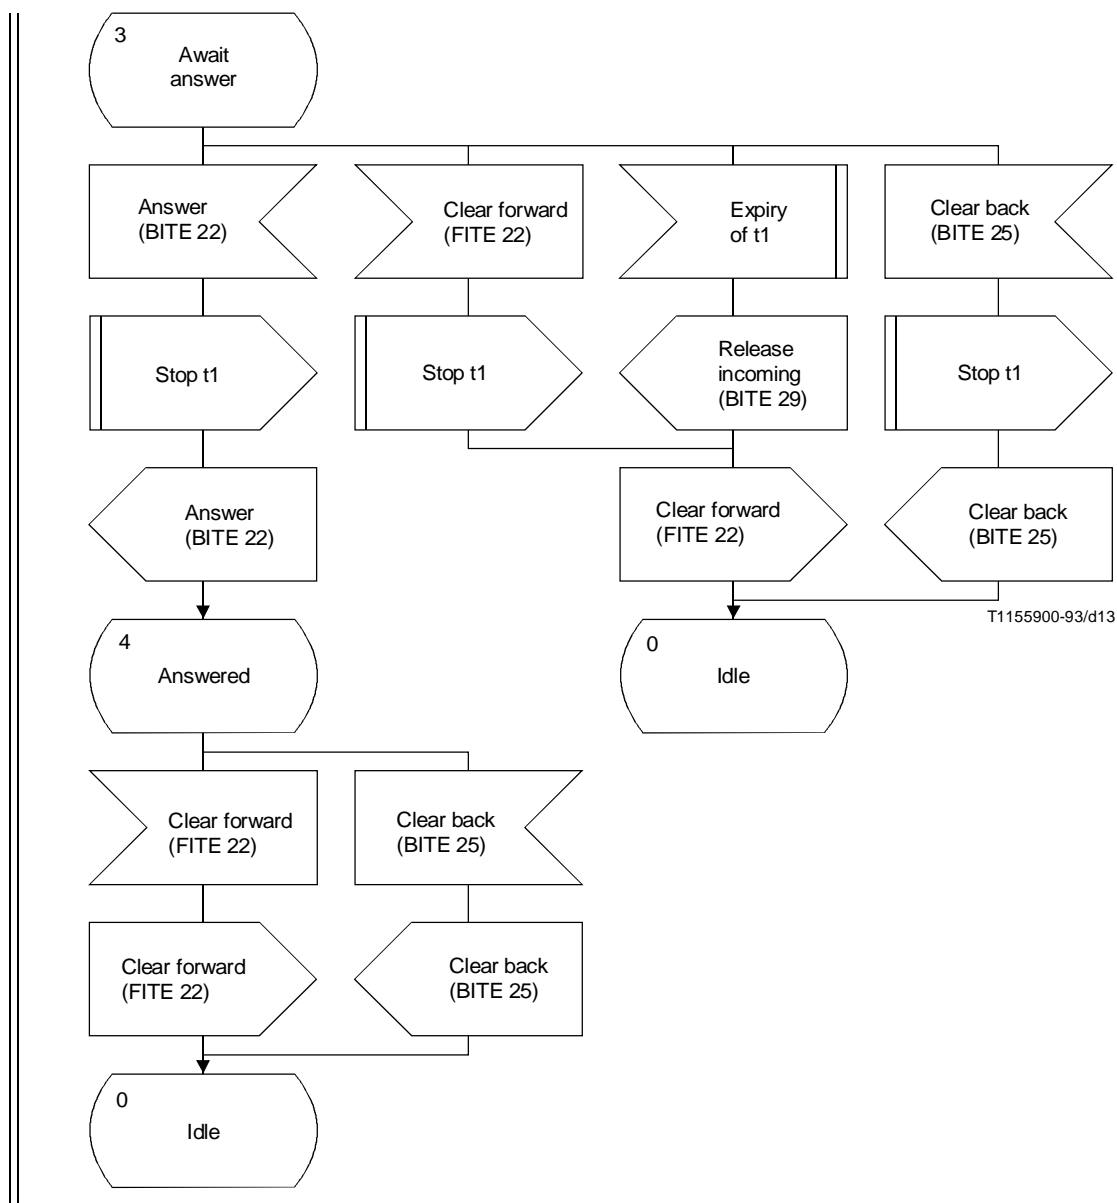 3
Await
answer
Answer
(BITE 22)
Clear forward
(FITE 22)
Expiry
of t1
Clear back
(BITE 25)
Stop t1
Stop t1
Release
incoming
(BITE 29)
Stop t1
Answer
(BITE 22)
Clear forward
(FITE 22)
Clear back
(BITE 25)
T1155900-93/d13
4
Answered
0
Idle
Clear forward
(FITE 22)
Clear back
(BITE 25)
Clear forward
(FITE 22)
Clear back
(BITE 25)
0
Idle